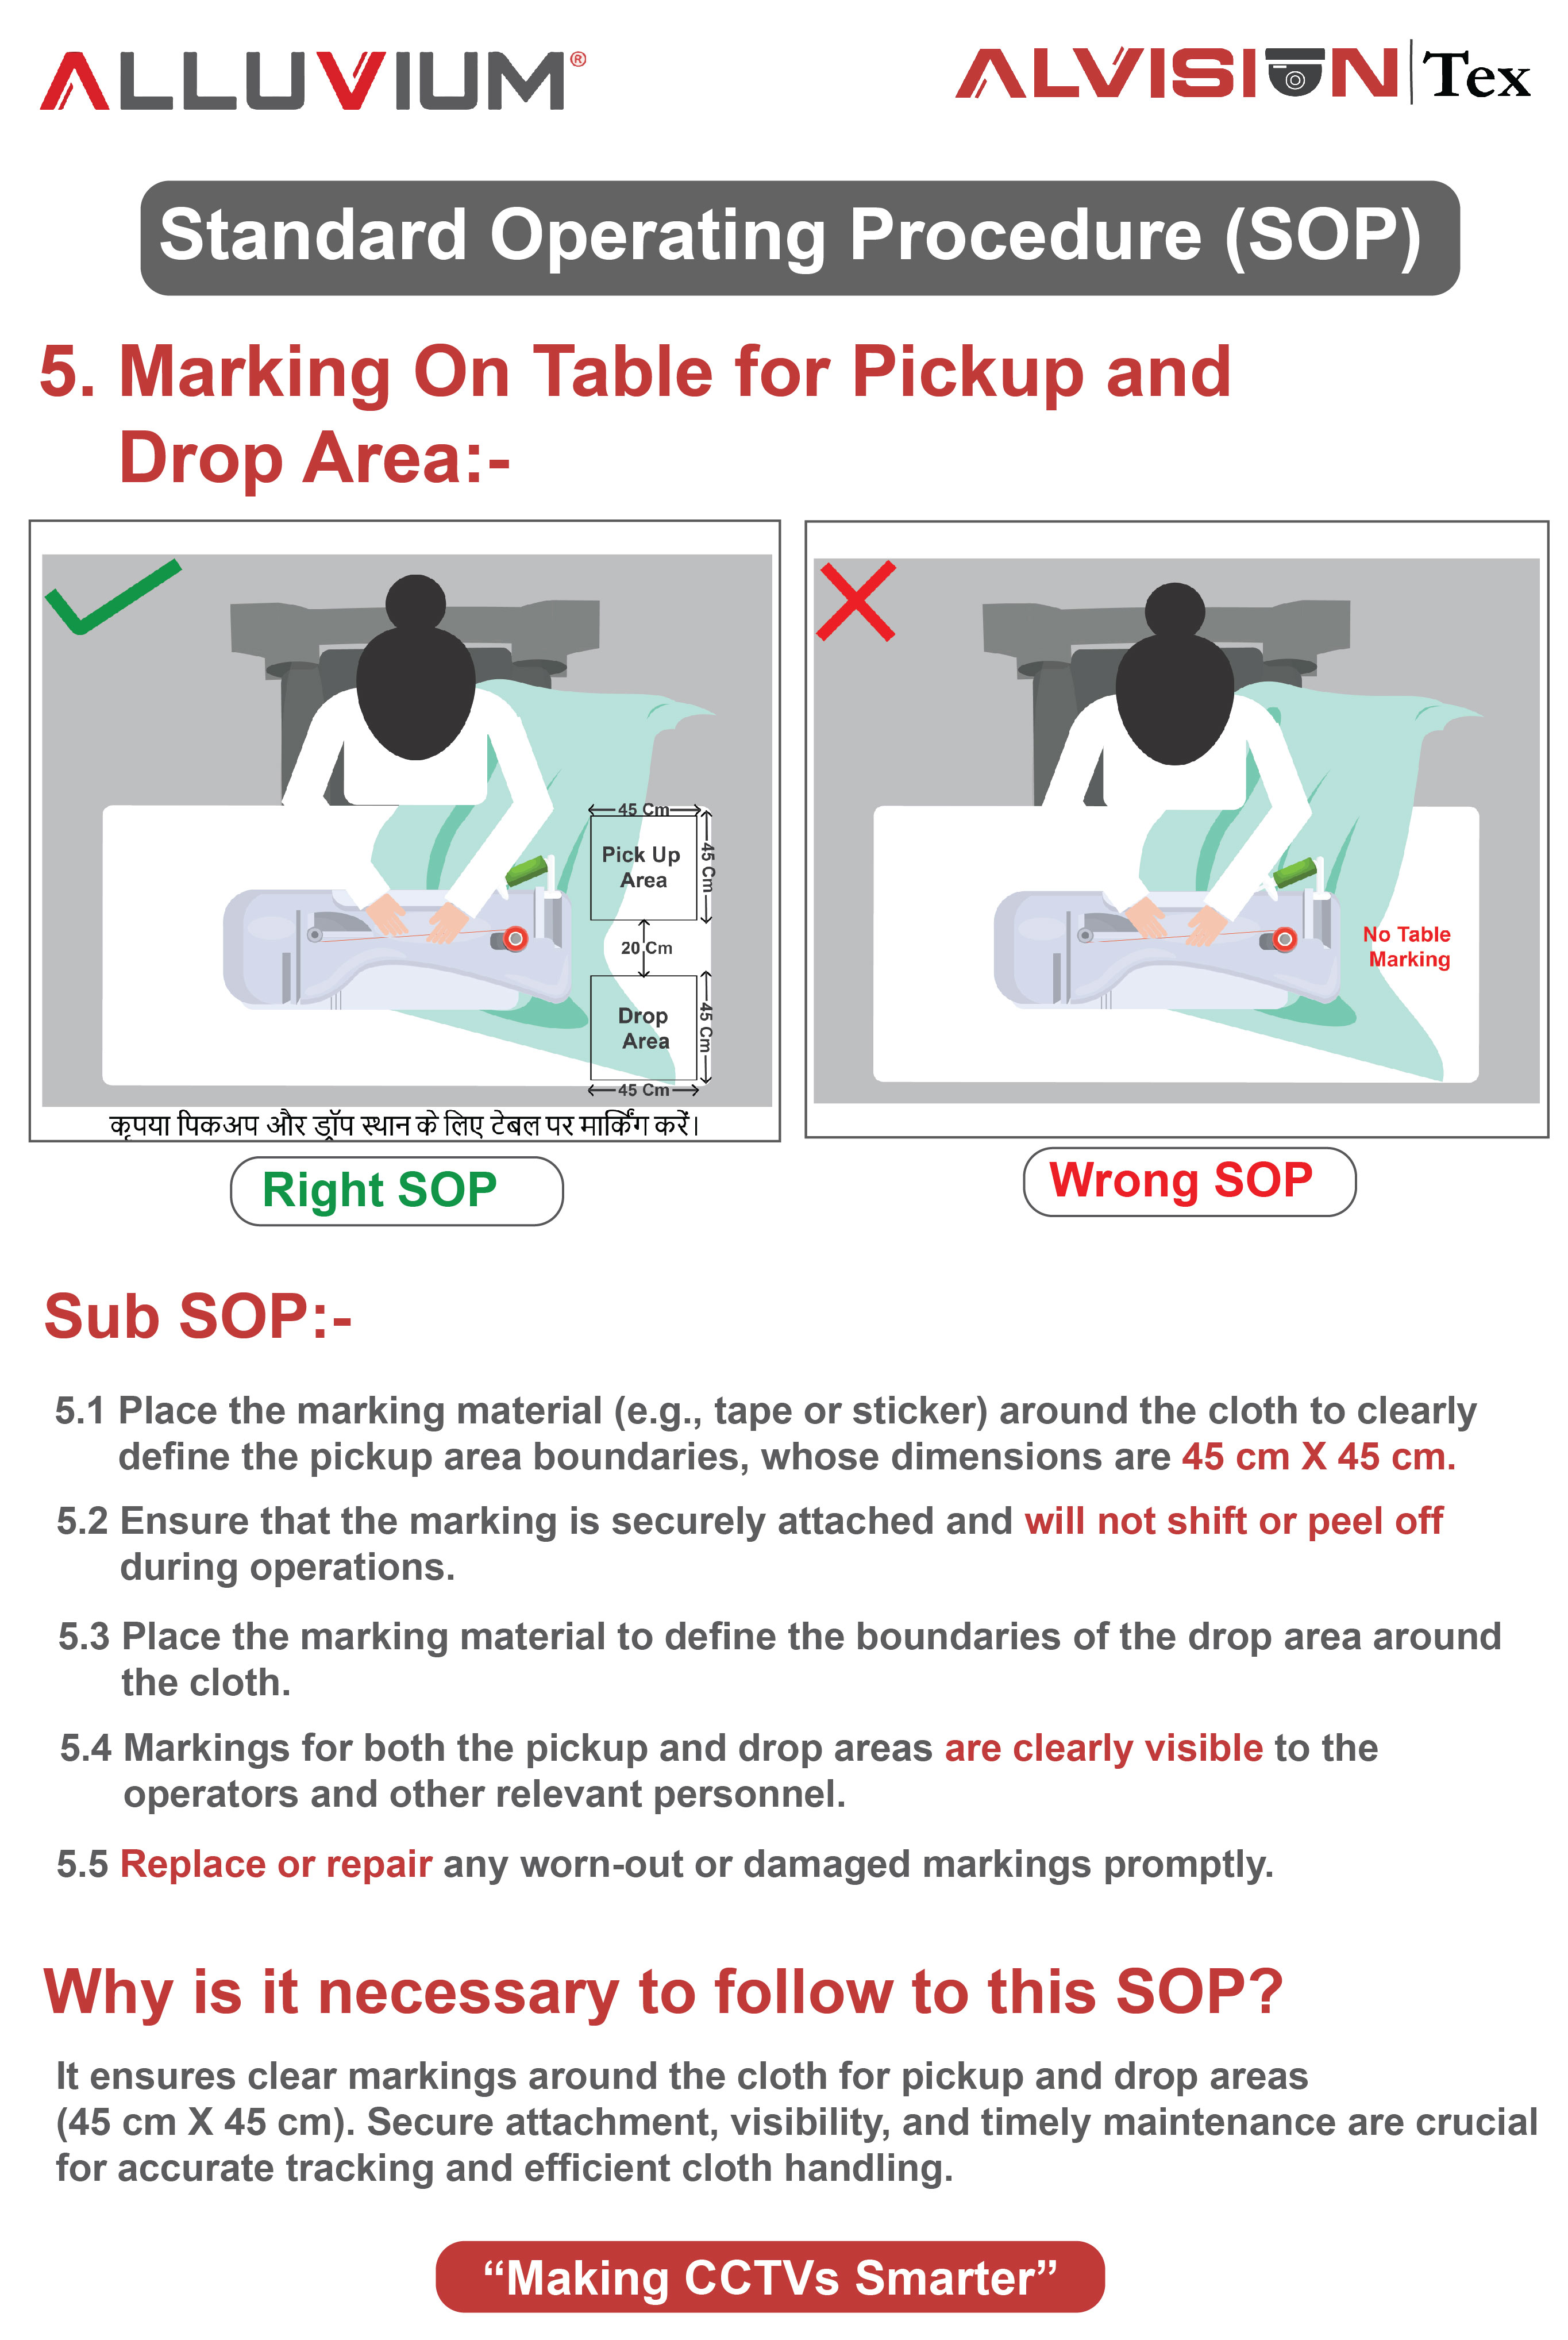 ALLUVIUM®
ALVISION | Tex
Standard Operating Procedure (SOP)
5. Marking On Table for Pickup and
Drop Area:-
45 Cm
Pick Up
Area
45 Cm
20 Cm
Drop
Area
45 Cm
45 Cm
कृपया पिकअप और ड्रॉप स्थान के लिए टेबल पर मार्किंग करें।
Right SOP
No Table
Marking
Wrong SOP
Sub SOP:-
5.1 Place the marking material (e.g., tape or sticker) around the cloth to clearly
define the pickup area boundaries, whose dimensions are 45 cm X 45 cm.
5.2 Ensure that the marking is securely attached and will not shift or peel off
during operations.
5.3 Place the marking material to define the boundaries of the drop area around
the cloth.
5.4 Markings for both the pickup and drop areas are clearly visible to the
operators and other relevant personnel.
5.5 Replace or repair any worn-out or damaged markings promptly.
Why is it necessary to follow to this SOP?
It ensures clear markings around the cloth for pickup and drop areas
(45 cm X 45 cm). Secure attachment, visibility, and timely maintenance are crucial
for accurate tracking and efficient cloth handling.
“Making CCTVs Smarter”